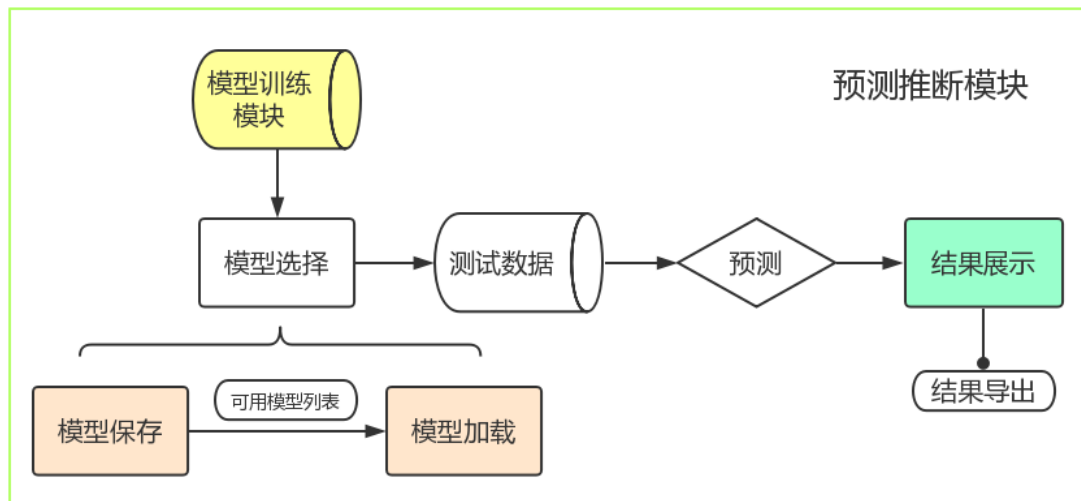 模型训练
模块
预测推断模块
模型选择
测试数据
预测
结果展示
可用模型列表
结果导出
模型保存
模型加载